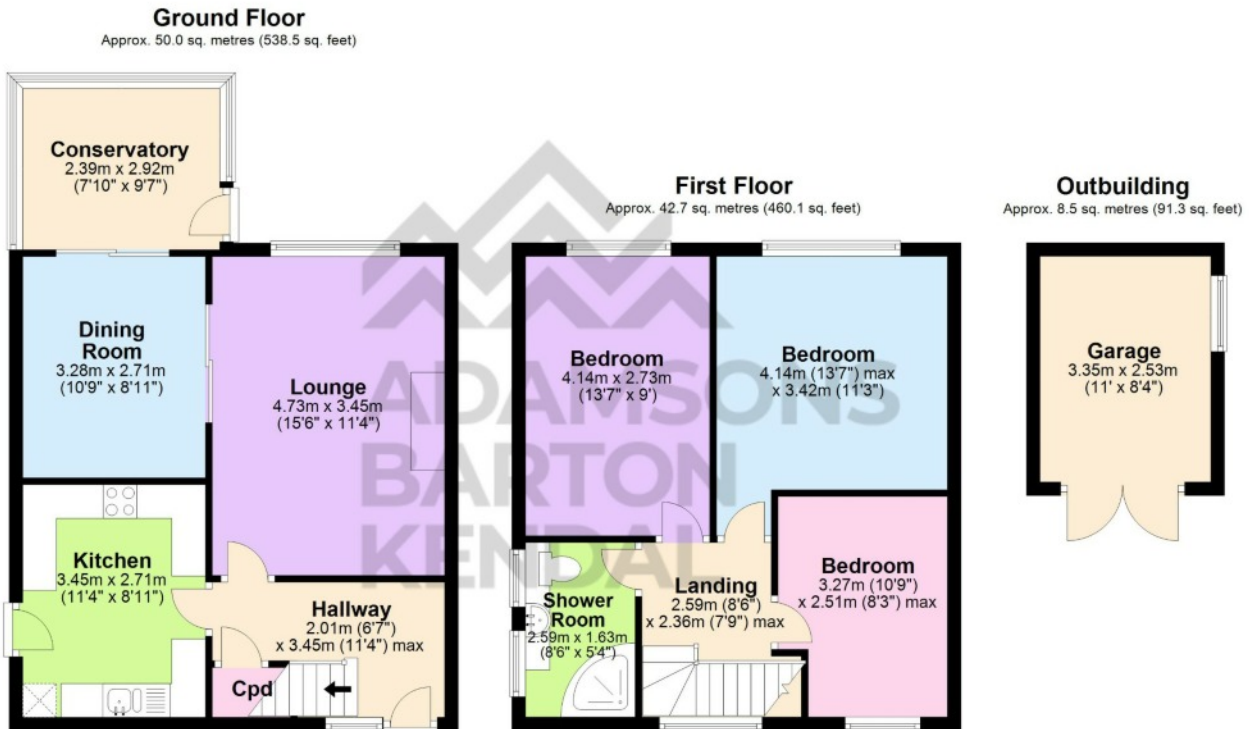 Ground Floor
Approx. 50.0 sq. metres (538.5 sq. feet)
Conservatory
2.39m x 2.92m
(7'10" x 9'7")
Dining
Room
3.28m x 2.71m
(10'9" x 8'11")
Lounge
4.73m x 3.45m
(15'6" x 11'4")
Kitchen
3.45m x 2.71m
(11'4" x 8'11")
Hallway
2.01m (6'7")
x 3.45m (11'4") max
Cpd
First Floor
Approx. 42.7 sq. metres (460.1 sq. feet)
Bedroom
4.14m x 2.73m
(13'7" x 9')
Bedroom
4.14m (13'7") max
x 3.42m (11'3")
Bedroom
3.27m (10'9")
x 2.51m (8'3") max
Landing
2.59m (8'6")
x 2.36m (7'9") max
Shower
Room
2.59m x 1.63m
(8'6" x 5'4")
Outbuilding
Approx. 8.5 sq. metres (91.3 sq. feet)
Garage
3.35m x 2.53m
(11' x 8'4")
ADAMSONS
BARTON
KENDAL